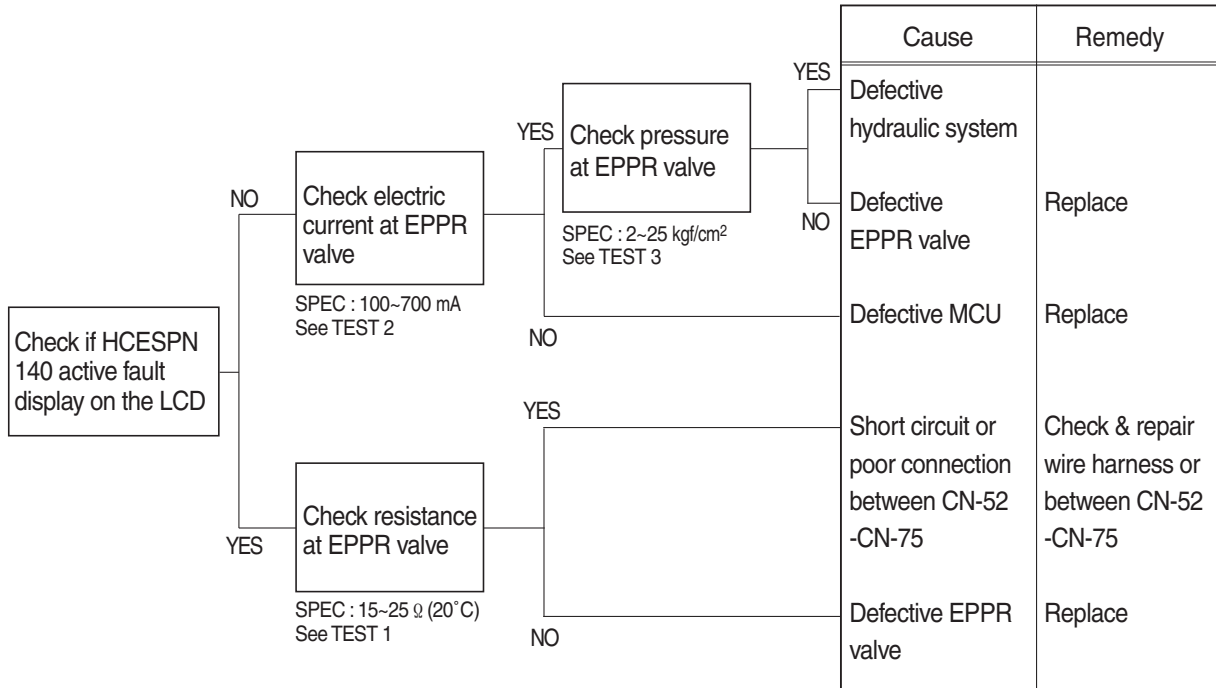 Cause
Remedy
YES
Defective
hydraulic system
YES
Check pressure
at EPPR valve
NO
Check electric
current at EPPR
valve
NO
Defective
EPPR valve
Replace
SPEC : 2~25 kgf/cm²
See TEST 3
SPEC : 100~700 mA
See TEST 2
Defective MCU
Replace
NO
Check if HCESPN
140 active fault
display on the LCD
YES
Short circuit or
poor connection
between CN-52
-CN-75
Check & repair
wire harness or
between CN-52
-CN-75
YES
Check resistance
at EPPR valve
SPEC : 15~25 Ω (20˚C)
See TEST 1
NO
Defective EPPR
valve
Replace